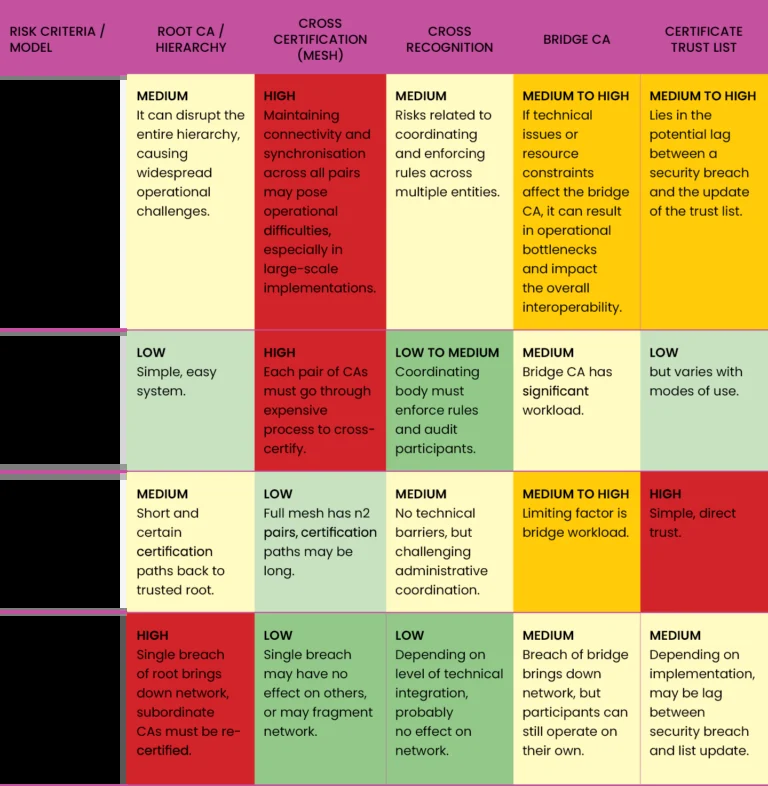 RISK CRITERIA /
MODEL
ROOT CA /
HIERARCHY
CROSS
CERTIFICATION
(MESH)
CROSS
RECOGNITION
BRIDGE CA
CERTIFICATE
TRUST LIST
MEDIUM
It can disrupt the
entire hierarchy,
causing
widespread
operational
challenges.
HIGH
Maintaining
connectivity and
synchronisation
across all pairs
may pose
operational
difficulties,
especially in
large-scale
implementations.
MEDIUM
Risks related to
coordinating
and enforcing
rules across
multiple entities.
MEDIUM TO HIGH
If technical
issues or
resource
constraints
affect the bridge
CA, it can result
in operational
bottlenecks
and impact
the overall
interoperability.
MEDIUM TO HIGH
Lies in the
potential lag
between a
security breach
and the update
of the trust list.
LOW
Simple, easy
system.
HIGH
Each pair of CAs
must go through
expensive
process to cross-
certify.
LOW TO MEDIUM
Coordinating
body must
enforce rules
and audit
participants.
MEDIUM
Bridge CA has
significant
workload.
LOW
but varies with
modes of use.
MEDIUM
Short and
certain
certification
paths back to
trusted root.
LOW
Full mesh has n2
pairs, certification
paths may be
long.
MEDIUM
No technical
barriers, but
challenging
administrative
coordination.
MEDIUM TO HIGH
Limiting factor is
bridge workload.
HIGH
Simple, direct
trust.
HIGH
Single breach
of root brings
down network,
subordinate
CAs must be re-
certified.
LOW
Single breach
may have no
effect on others,
or may fragment
network.
LOW
Depending on
level of technical
integration,
probably
no effect on
network.
MEDIUM
Breach of bridge
brings down
network, but
participants can
still operate on
their own.
MEDIUM
Depending on
implementation,
may be lag
between
security breach
and list update.